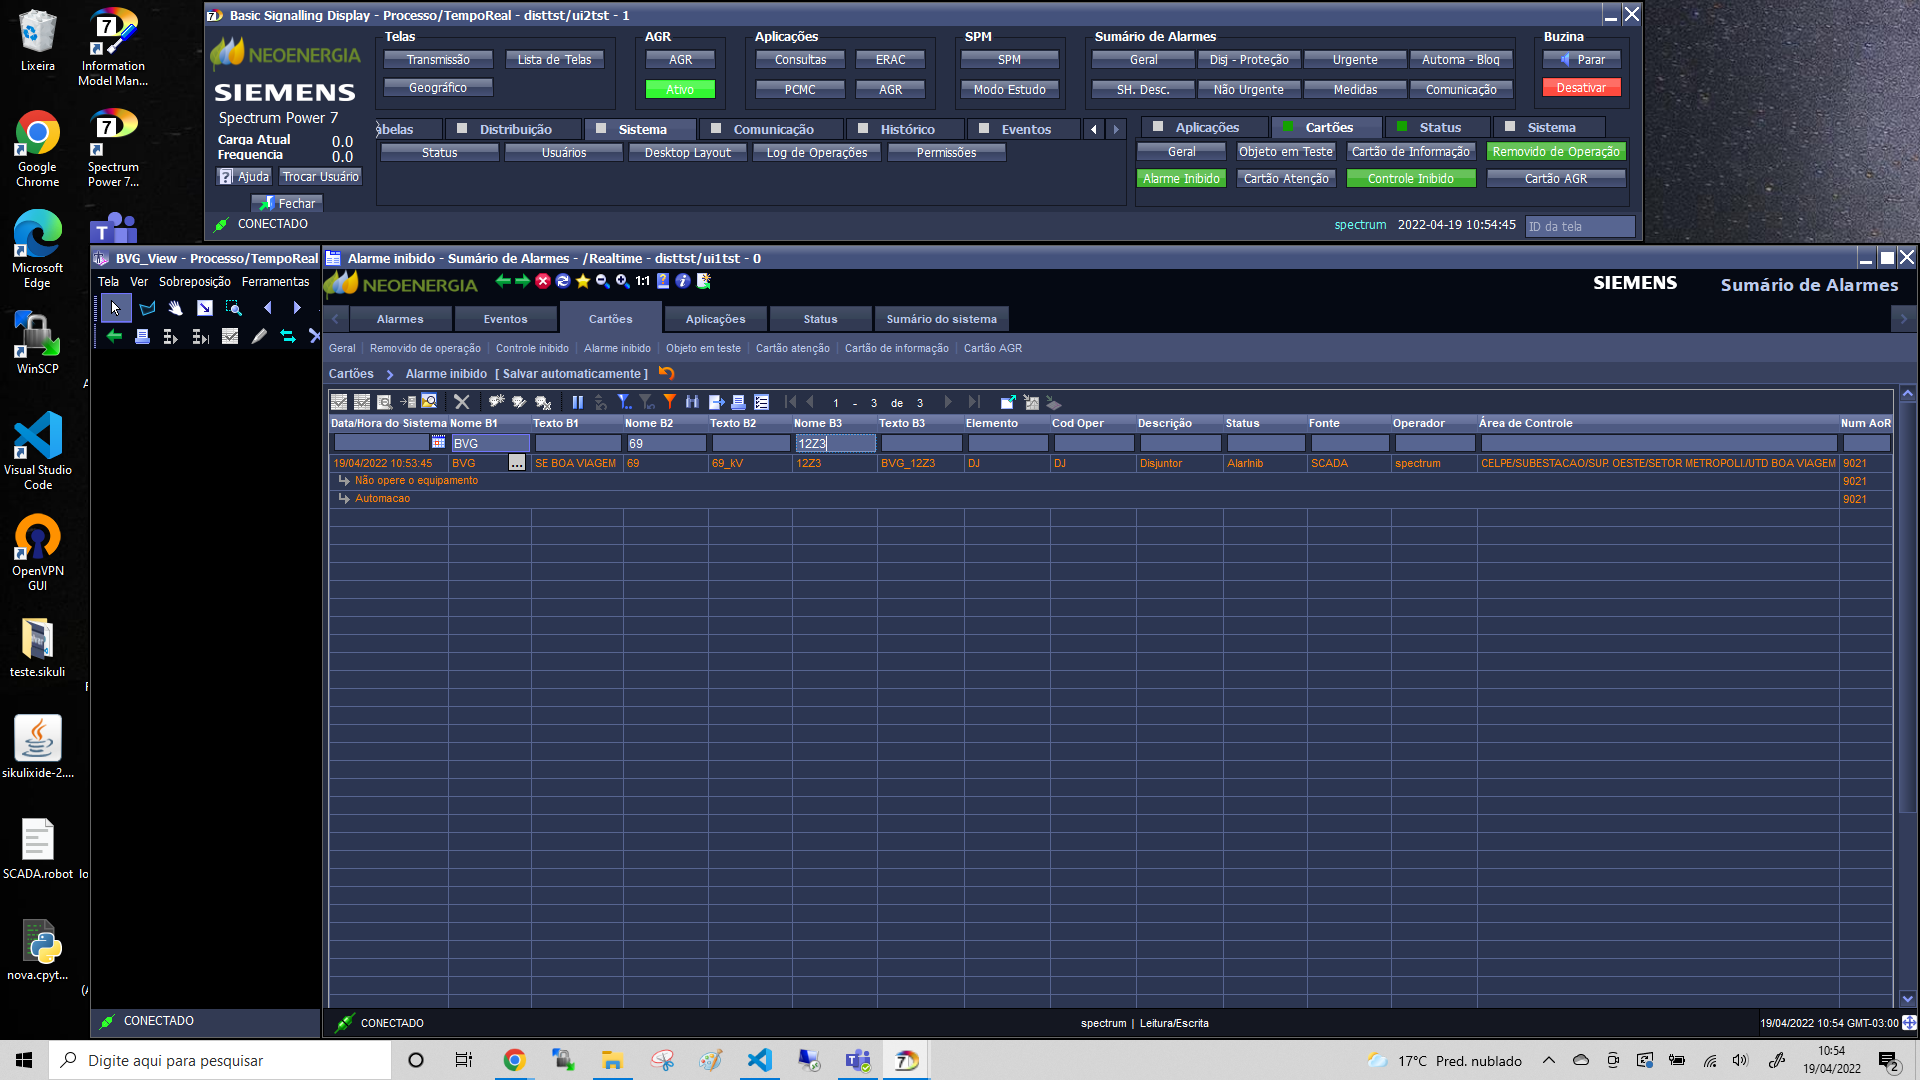 Lixeira
Information
Model Man...
Google
Chrome
Spectrum
Power 7...
Microsoft
Edge
WinSCP
Visual Studio
Code
OpenVPN
GUI
teste.sikuli
sikulixide-2....
SCADA.robot
nova.cpyt...
Basic Signalling Display - Processo/TempoReal - disttst/ui2tst - 1
NEOENERGIA
SIEMENS
Spectrum Power 7
Carga Atual 0.0
Frequencia 0.0
Ajuda Trocar Usuário
Fechar
CONECTADO
Telas
Transmissão Lista de Telas
Geográfico
AGR
AGR
Ativo
Aplicações
Consultas ERAC
PCMC AGR
SPM
SPM
Modo Estudo
Sumário de Alarmes
Geral Disj - Proteção Urgente Automa - Bloq
SH. Desc. Não Urgente Medidas Comunicação
Buzina
Parar
Desativar
abelas Distribuição Sistema Comunicação Histórico Eventos
Status Usuários Desktop Layout Log de Operações Permissões
Aplicações Cartões Status Sistema
Geral Objeto em Teste Cartão de Informação Removido de Operação
Alarme Inibido Cartão Atenção Controle Inibido Cartão AGR
spectrum 2022-04-19 10:54:45 ID da tela
BVG_View - Processo/TempoReal
Tela Ver Sobreposição Ferramentas
CONECTADO
Alarme inibido - Sumário de Alarmes - /Realtime - disttst/ui1tst - 0
NEOENERGIA 1:1 SIEMENS Sumário de Alarmes
Alarmes Eventos Cartões Aplicações Status Sumário do sistema
Geral Removido de operação Controle inibido Alarme inibido Objeto em teste Cartão atenção Cartão de informação Cartão AGR
Cartões > Alarme inibido [ Salvar automaticamente ]
1 - 3 de 3
Data/Hora do Sistema Nome B1 Texto B1 Nome B2 Texto B2 Nome B3 Texto B3 Elemento Cod Oper Descrição Status Fonte Operador Área de Controle Num AoR
BVG 69 12Z3
19/04/2022 10:53:45 BVG ... SE BOA VIAGEM 69 69_kV 12Z3 BVG_12Z3 DJ DJ Disjuntor AlarInib SCADA spectrum CELPE/SUBESTACAO/SUP. OESTE/SETOR METROPOLI./UTD BOA VIAGEM 9021
Não opere o equipamento 9021
Automacao 9021
CONECTADO spectrum | Leitura/Escrita 19/04/2022 10:54 GMT-03:00
Digite aqui para pesquisar
17°C Pred. nublado
10:54
19/04/2022
2